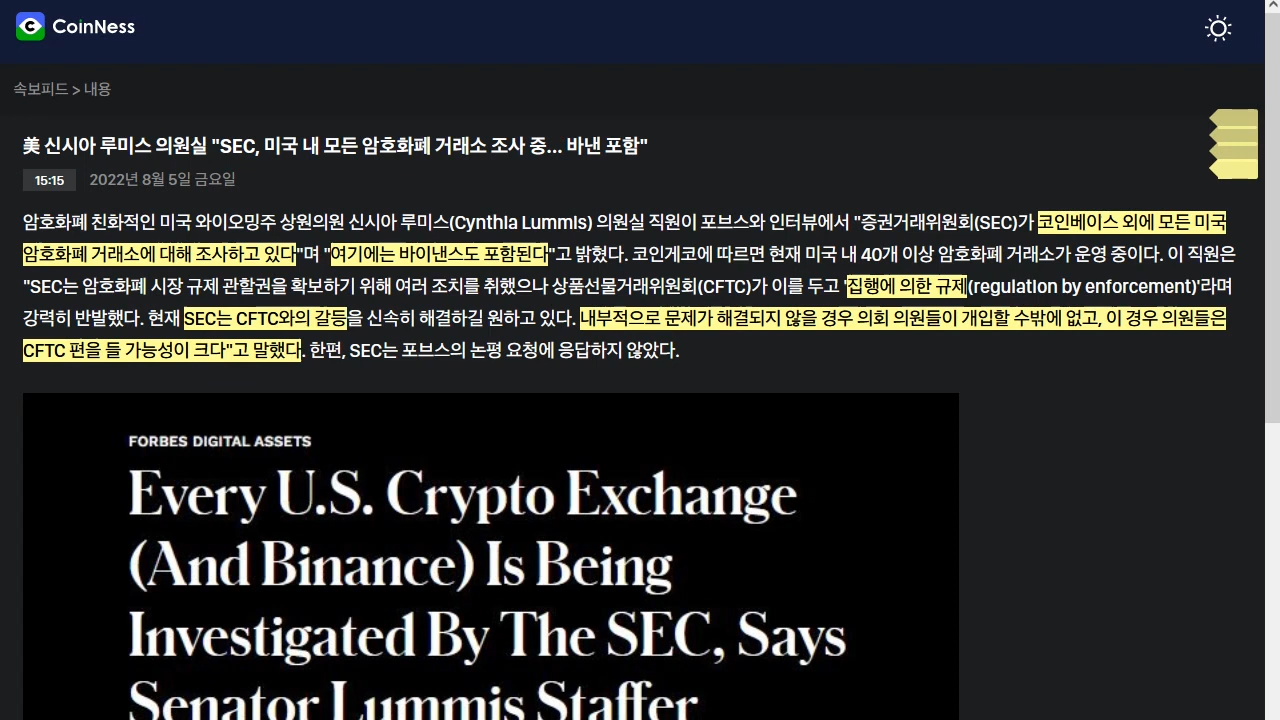 CoinNess
속보피드 > 내용
美 신시아 루미스 의원실 "SEC, 미국 내 모든 암호화폐 거래소 조사 중... 바낸 포함"
15:15 2022년 8월 5일 금요일
암호화폐 친화적인 미국 와이오밍주 상원의원 신시아 루미스(Cynthia Lummis) 의원실 직원이 포브스와 인터뷰에서 "증권거래위원회(SEC)가 코인베이스 외에 모든 미국
암호화폐 거래소에 대해 조사하고 있다"며 "여기에는 바이낸스도 포함된다"고 밝혔다. 코인게코에 따르면 현재 미국 내 40개 이상 암호화폐 거래소가 운영 중이다. 이 직원은
"SEC는 암호화폐 시장 규제 관할권을 확보하기 위해 여러 조치를 취했으나 상품선물거래위원회(CFTC)가 이를 두고 '집행에 의한 규제(regulation by enforcement)'라며
강력히 반발했다. 현재 SEC는 CFTC와의 갈등을 신속히 해결하길 원하고 있다. 내부적으로 문제가 해결되지 않을 경우 의회 의원들이 개입할 수밖에 없고, 이 경우 의원들은
CFTC 편을 들 가능성이 크다"고 말했다. 한편, SEC는 포브스의 논평 요청에 응답하지 않았다.
FORBES DIGITAL ASSETS
Every U.S. Crypto Exchange
(And Binance) Is Being
Investigated By The SEC, Says
Senator Lummis Staffer